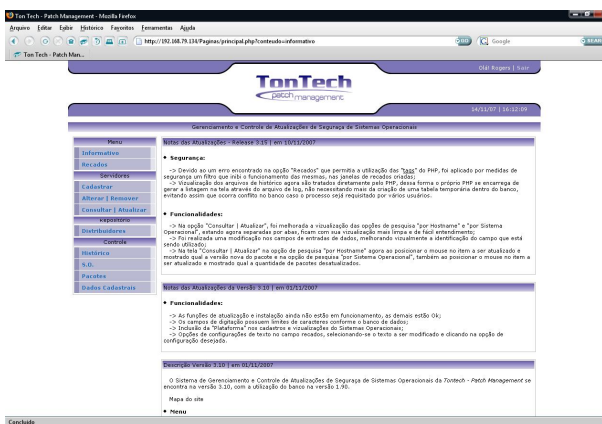 Ton Tech - Patch Management - Mozilla Firefox
Arquivo Editar Exibir Histórico Favoritos Ferramentas Ajuda
http://192.168.79.134/Paginas/principal.php?conteudo=informativo
GO
Google
SEAR
Ton Tech - Patch Man...
Olá! Rogers | Sair
TonTech
patch management
14/11/07 | 16:12:09
Gerenciamento e Controle de Atualizações de Seguraça de Sistemas Operacionais
Menu
Informativo
Recados
Servidores
Cadastrar
Alterar | Remover
Consultar | Atualizar
Repositório
Distribuidores
Controle
Histórico
S.O.
Pacotes
Dados Cadastrais
Notas das Atualizações - Release 3.15 | em 10/11/2007
• Segurança:
-> Devido ao um erro encontrado na opção "Recados" que permitia a utilização das "tags" do PHP, foi aplicado por medidas de
segurança um filtro que inibi o funcionamento das mesmas, nas janelas de recados criadas;
-> Visualização dos arquivos de histórico agora são tratados diretamente pelo PHP, dessa forma o próprio PHP se encarrega de
gerar a listagem na tela através do arquivo de log, não necessitando mais da criação de uma tabela temporária dentro do banco,
evitando assim que ocorra conflito no banco caso o processo sejá requisitado por vários usuários.
• Funcionalidades:
-> Na opção "Consultar | Atualizar", foi melhorada a vizualização das opções de pesquisa "por Hostname" e "por Sistema
Operacional", estando agora separadas por abas, ficam com sua vizualização mais limpa e de fácil entendimento;
-> Foi realizada uma modificação nos campos de entradas de dados, melhorando vizualmente a identificação do campo que está
sendo utilizado;
-> Na tela "Consultar | Atualizar" na opção de pesquisa "por Hostname" agora ao posicionar o mouse no item a ser atualizado e
mostrado qual a versão nova do pacote e na opção de pesquisa "por Sistema Operacional", também ao posicionar o mouse no item a
ser atualizado e mostrado qual a quantidade de pacotes desatualizados.
Notas das Atualizações da Versão 3.10 | em 01/11/2007
• Funcionalidades:
-> As funções de atualização e instalação ainda não estão em funcionamento, as demais estão Ok;
-> Os campos de digitação possuem limites de caracteres conforme o banco de dados;
-> Inclusão da "Plataforma" nos cadastros e vizualizações do Sistemas Operacionais;
-> Opções de configurações de texto no campo recados, selecionando-se o texto a ser modificado e clicando na opção de
configuração desejada.
Descrição Versão 3.10 | em 01/11/2007
O Sistema de Gerenciamento e Controle de Atualizações de Seguraça de Sistemas Operacionais da Tontech - Patch Management se
encontra na versão 3.10, com a utilização do banco na versão 1.90.
Mapa do site
• Menu
Concluído